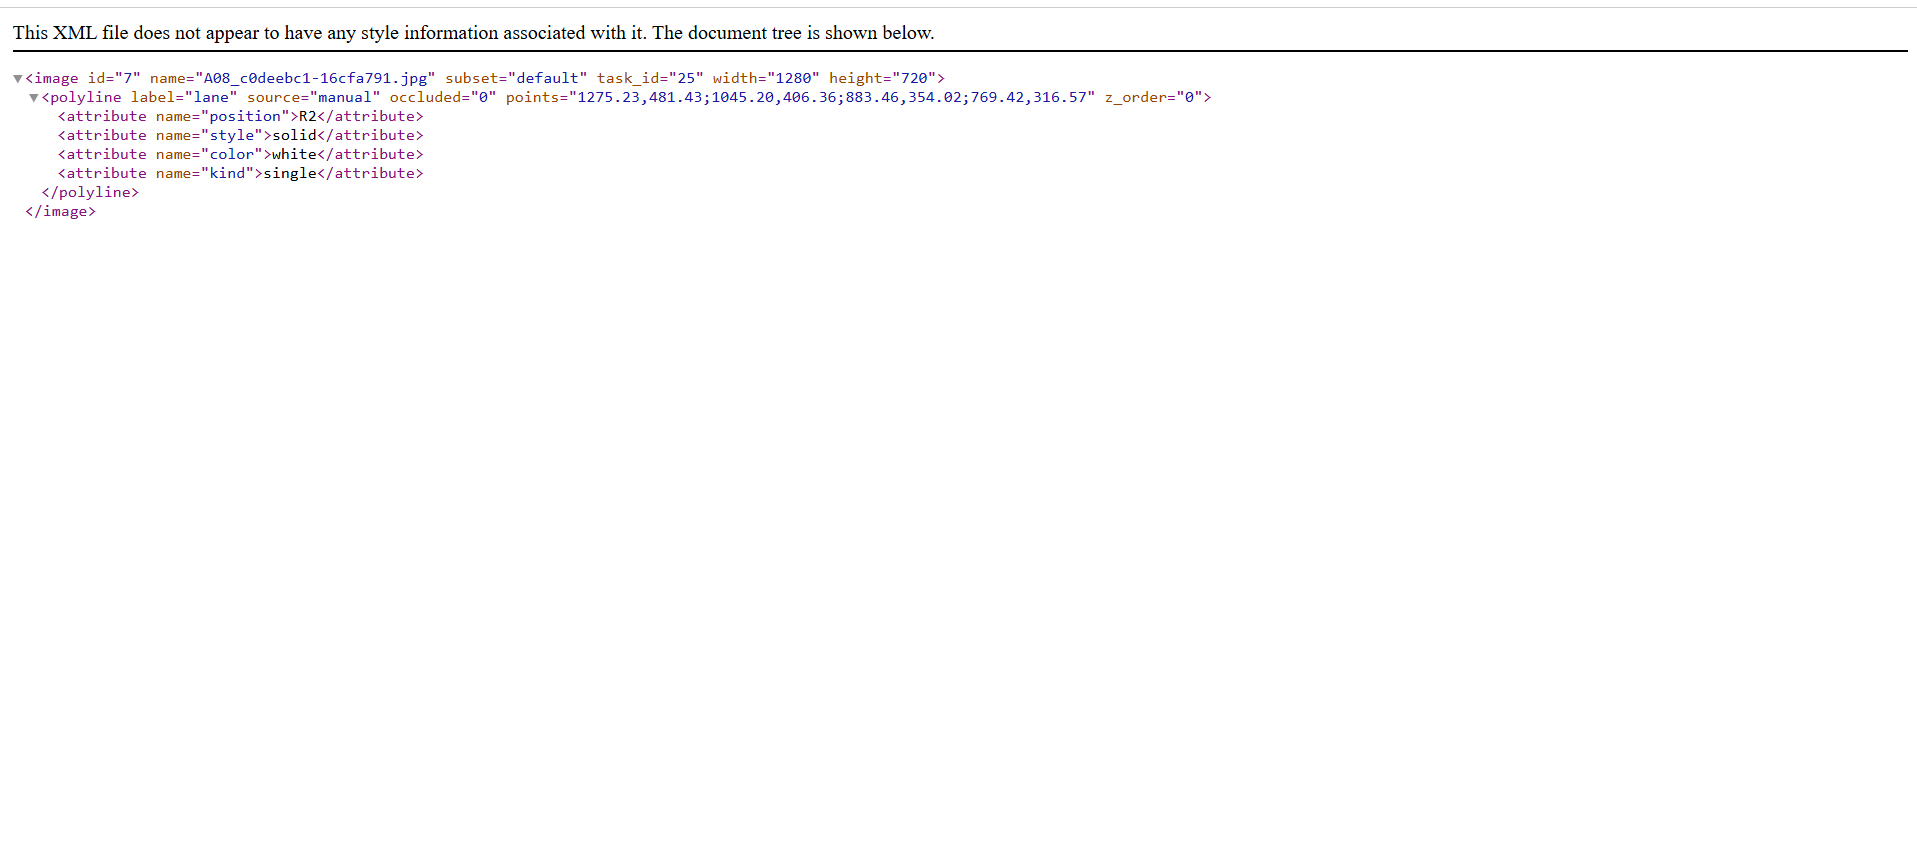 This XML file does not appear to have any style information associated with it. The document tree is shown below.
▼<image id="7" name="A08_c0deebc1-16cfa791.jpg" subset="default" task_id="25" width="1280" height="720">
▼<polyline label="lane" source="manual" occluded="0" points="1275.23,481.43;1045.20,406.36;883.46,354.02;769.42,316.57" z_order="0">
<attribute name="position">R2</attribute>
<attribute name="style">solid</attribute>
<attribute name="color">white</attribute>
<attribute name="kind">single</attribute>
</polyline>
</image>